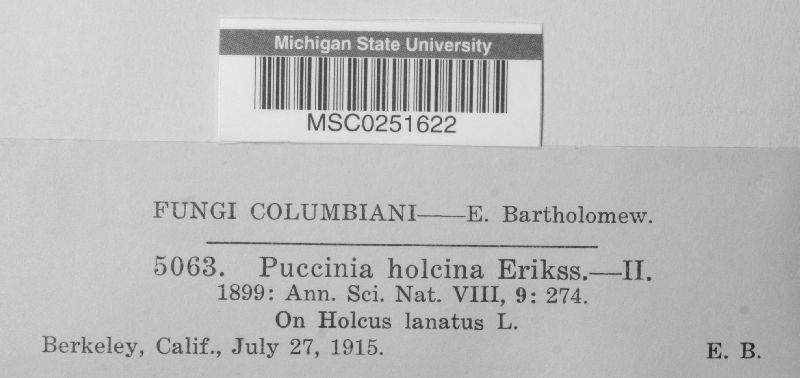 Michigan State University
MSC0251622
FUNGI COLUMBIANI——E. Bartholomew.
5063. Puccinia holcina Erikss.—II.
1899: Ann. Sci. Nat. VIII, 9: 274.
On Holcus lanatus L.
Berkeley, Calif., July 27, 1915. E. B.